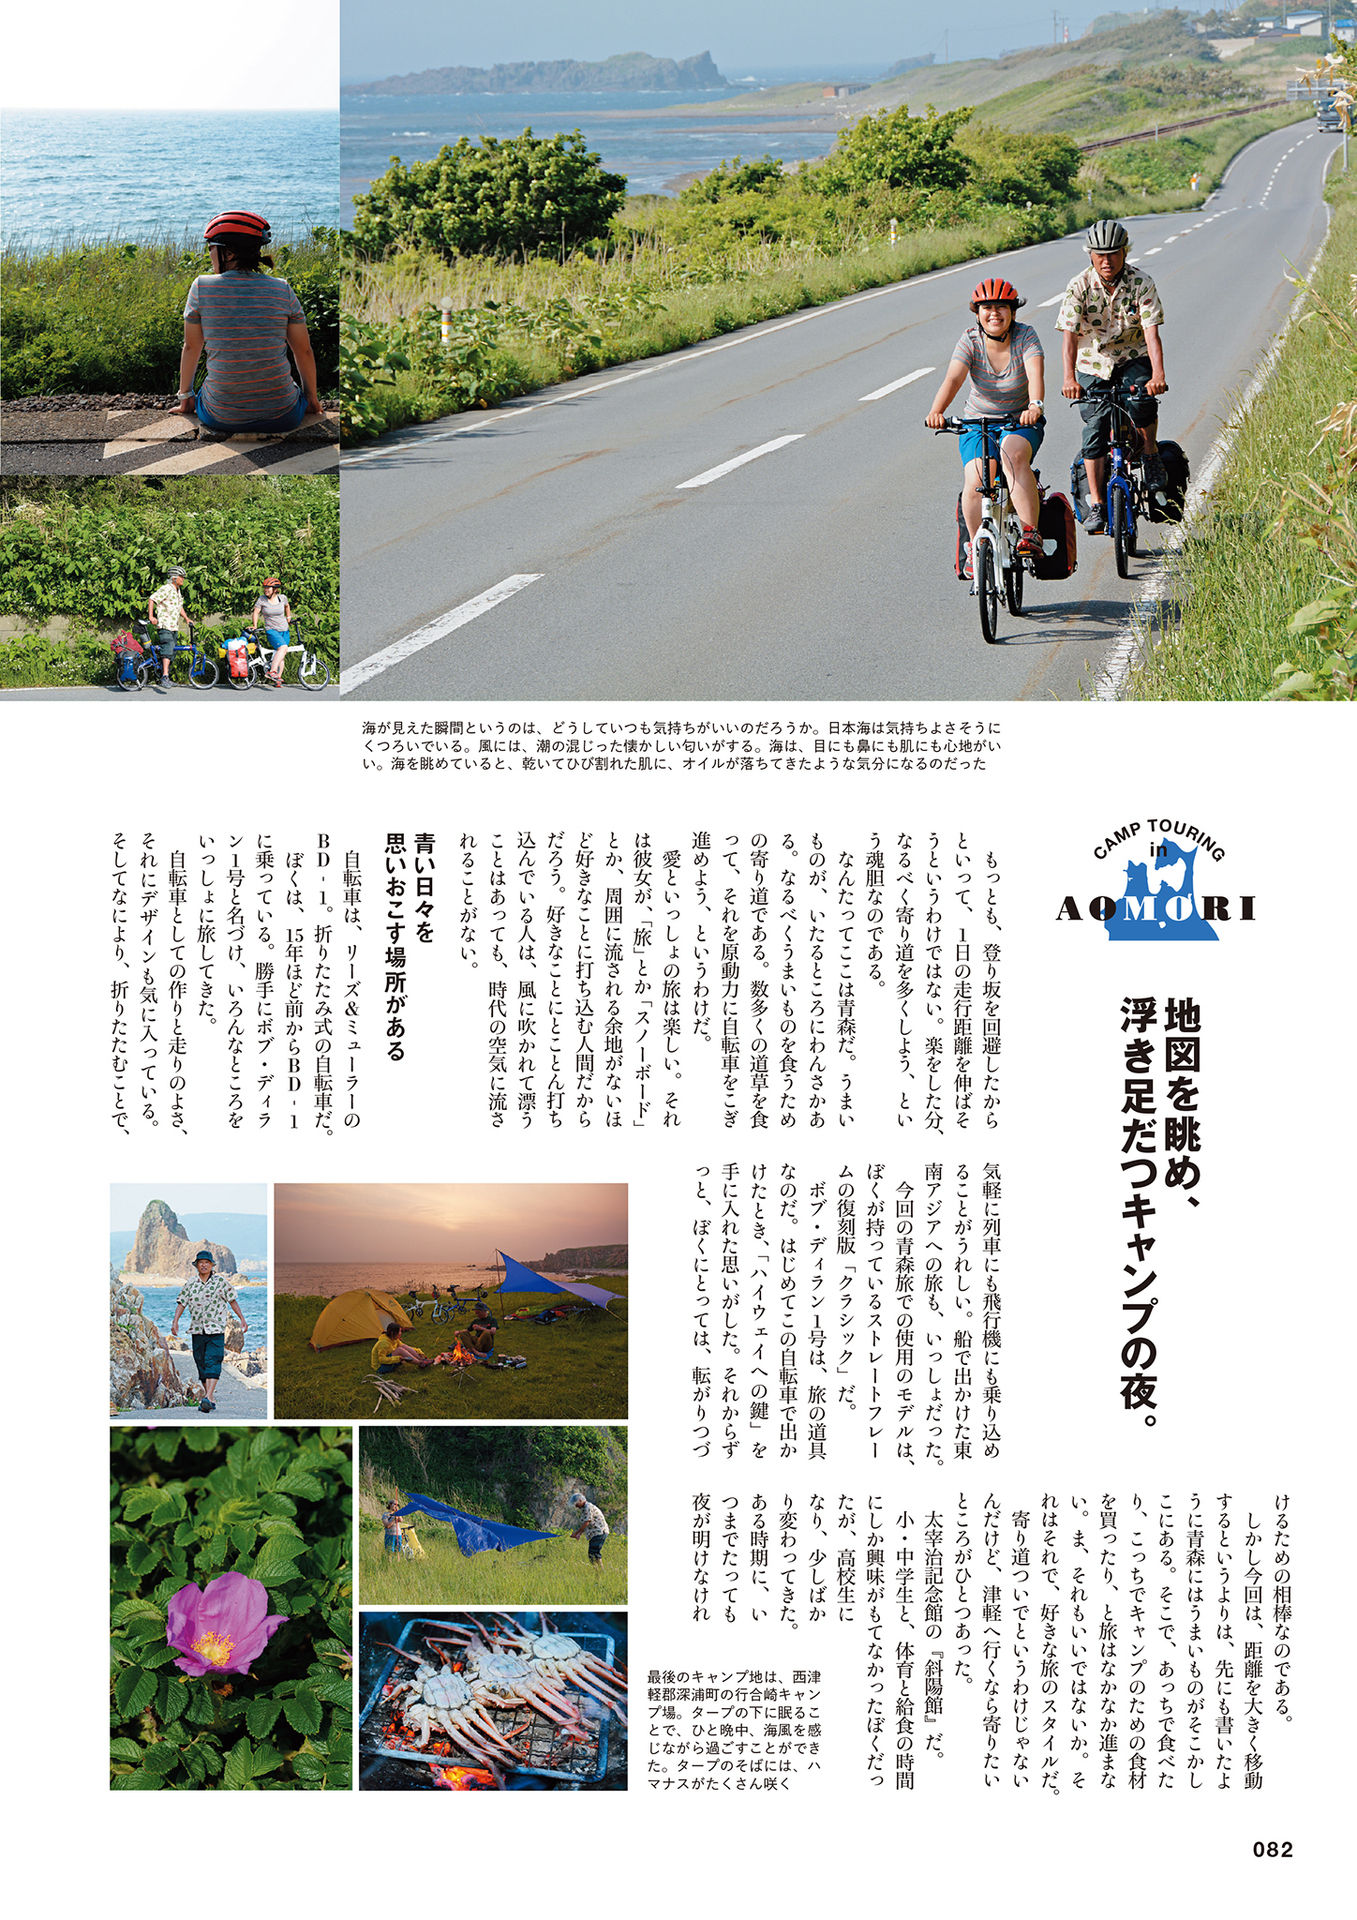 海が見えた瞬間というのは、どうしていつも気持ちがいいのだろうか。日本海は気持ちよさそうに
くつろいでいる。風には、潮の混じった懐かしい匂いがする。海は、目にも鼻にも肌にも心地がい
い。海を眺めていると、乾いてひび割れた肌に、オイルが落ちてきたような気分になるのだった
CAMP TOURING
in
AOMORI
地図を眺め、
浮き足だつキャンプの夜。
もっとも、登り坂を回避したから
といって、1日の走行距離を伸ばそ
うというわけではない。楽をした分、
なるべく寄り道を多くしよう、とい
う魂胆なのである。
なんたってここは青森だ。うまい
ものが、いたるところにわんさかあ
る。なるべくうまいものを食うため
の寄り道である。数多くの道草を食
って、それを原動力に自転車をこぎ
進めよう、というわけだ。
愛といっしょの旅は楽しい。それ
は彼女が、「旅」とか「スノーボード」
とか、周囲に流される余地がないほ
ど好きなことに打ち込む人間だから
だろう。好きなことにとことん打ち
込んでいる人は、風に吹かれて漂う
ことはあっても、時代の空気に流さ
れることがない。
青い日々を
思いおこす場所がある
自転車は、リーズ&ミューラーの
BD-1。折りたたみ式の自転車だ。
ぼくは、15年ほど前からBD-1
に乗っている。勝手にボブ・ディラ
ン1号と名づけ、いろんなところを
いっしょに旅してきた。
自転車としての作りと走りのよさ、
それにデザインも気に入っている。
そしてなにより、折りたたむことで、
気軽に列車にも飛行機にも乗り込め
ることがうれしい。船で出かけた東
南アジアへの旅も、いっしょだった。
今回の青森旅での使用のモデルは、
ぼくが持っているストレートフレー
ムの復刻版「クラシック」だ。
ボブ・ディラン1号は、旅の道具
なのだ。はじめてこの自転車で出か
けたとき、「ハイウェイへの鍵」を
手に入れた思いがした。それからず
っと、ぼくにとっては、転がりつづ
けるための相棒なのである。
しかし今回は、距離を大きく移動
するというよりは、先にも書いたよ
うに青森にはうまいものがそこかし
こにある。そこで、あっちで食べた
り、こっちでキャンプのための食材
を買ったり、と旅はなかなか進まな
い。ま、それもいいではないか。そ
れはそれで、好きな旅のスタイルだ。
寄り道ついでというわけじゃない
んだけど、津軽へ行くなら寄りたい
ところがひとつあった。
太宰治記念館の『斜陽館』だ。
小・中学生と、体育と給食の時間
にしか興味がもてなかったぼくだっ
たが、高校生に
なり、少しばか
り変わってきた。
ある時期に、い
つまでたっても
夜が明けなけれ
最後のキャンプ地は、西津
軽郡深浦町の行合崎キャン
プ場。タープの下に眠るこ
とで、ひと晩中、海風を感
じながら過ごすことができ
た。タープのそばには、ハ
マナスがたくさん咲く
082